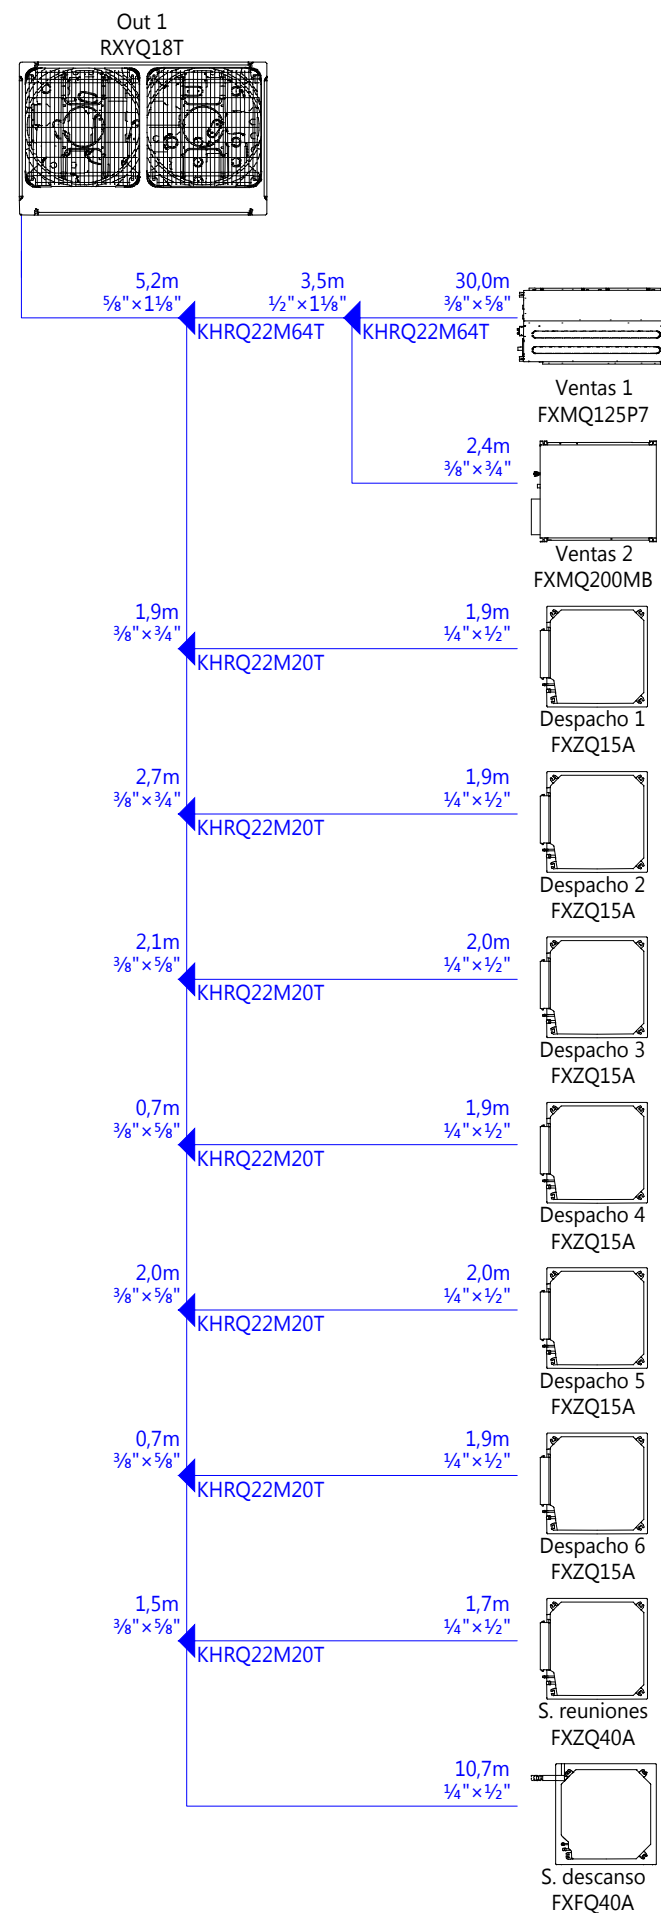 Out 1
RXYQ18T
5,2m
⅝"×1⅛"
KHRQ22M64T
3,5m
½"×1⅛"
KHRQ22M64T
30,0m
⅜"×⅝"
Ventas 1
FXMQ125P7
2,4m
⅜"×¾"
Ventas 2
FXMQ200MB
1,9m
⅜"×¾"
KHRQ22M20T
1,9m
¼"×½"
Despacho 1
FXZQ15A
2,7m
⅜"×¾"
KHRQ22M20T
1,9m
¼"×½"
Despacho 2
FXZQ15A
2,1m
⅜"×⅝"
KHRQ22M20T
2,0m
¼"×½"
Despacho 3
FXZQ15A
0,7m
⅜"×⅝"
KHRQ22M20T
1,9m
¼"×½"
Despacho 4
FXZQ15A
2,0m
⅜"×⅝"
KHRQ22M20T
2,0m
¼"×½"
Despacho 5
FXZQ15A
0,7m
⅜"×⅝"
KHRQ22M20T
1,9m
¼"×½"
Despacho 6
FXZQ15A
1,5m
⅜"×⅝"
KHRQ22M20T
1,7m
¼"×½"
S. reuniones
FXZQ40A
10,7m
¼"×½"
S. descanso
FXFQ40A